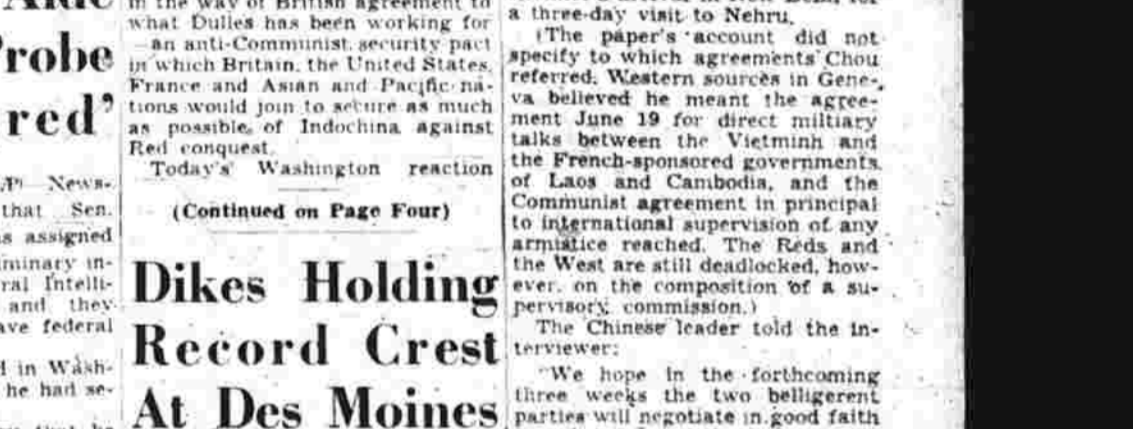 robe
red'
News-
that Sen.
s assigned
minary in-
ral Intelli-
and they
ave federal
in Wash-
he had se-
in the way of British agreement to
what Dulles has been working for
—an anti-Communist security pact
in which Britain, the United States,
France and Asian and Pacific na-
tions would join to secure as much
as possible of Indochina against
Red conquest.
Today's Washington reaction
(Continued on Page Four)
Dikes Holding
Record Crest
At Des Moines
a three-day visit to Nehru.
(The paper's account did not
specify to which agreements Chou
referred. Western sources in Gene-
va believed he meant the agree-
ment June 19 for direct miltiary
talks between the Vietminh and
the French-sponsored governments
of Laos and Cambodia, and the
Communist agreement in principal
to international supervision of any
armistice reached. The Reds and
the West are still deadlocked, how-
ever, on the composition of a su-
pervisory commission.)
The Chinese leader told the in-
terviewer:
"We hope in the forthcoming
three weeks the two belligerent
parties will negotiate in good faith